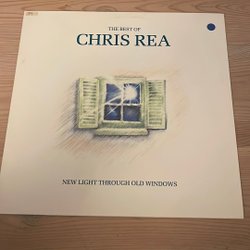 THE BEST OF
CHRIS REA
NEW LIGHT THROUGH OLD WINDOWS